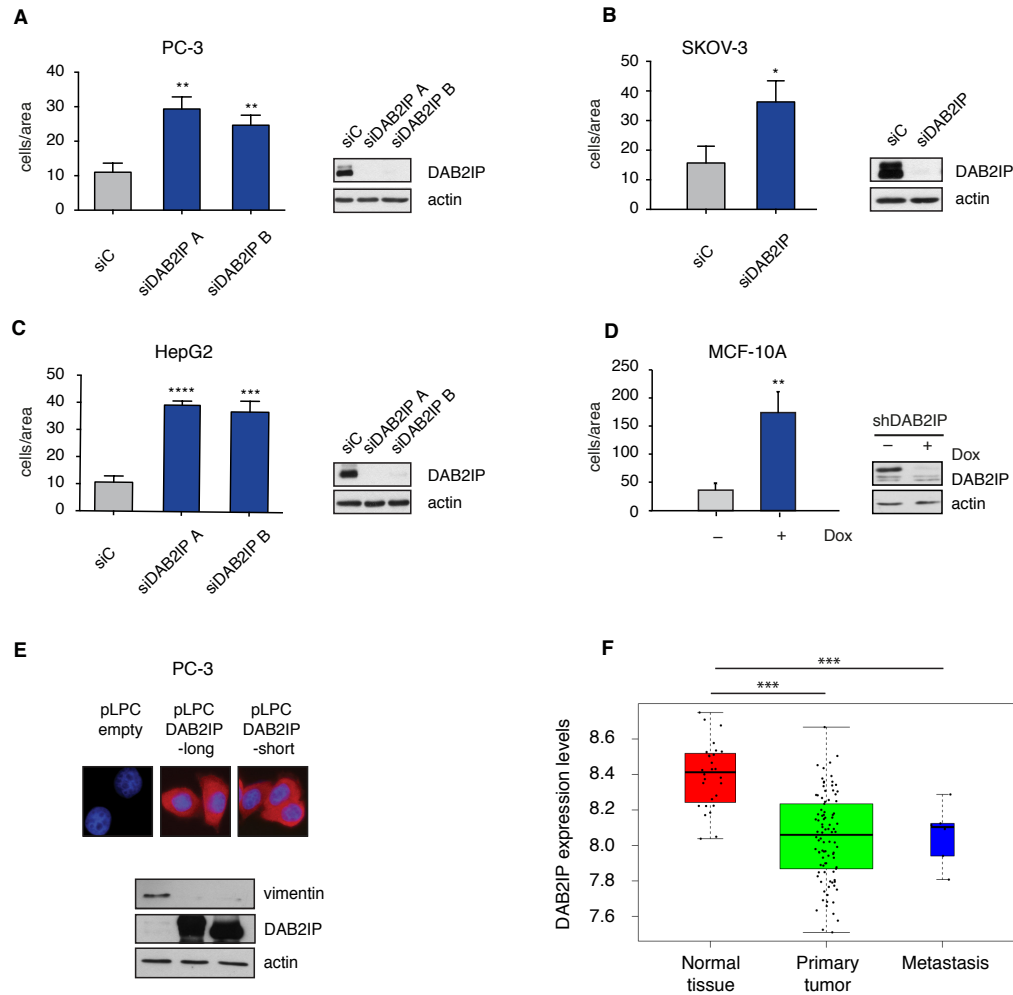 A
PC-3
cells/area
40
30
20
10
0
**
**
siC
siDAB2IP A
siDAB2IP B
siC
siDAB2IP A
siDAB2IP B
DAB2IP
actin
B
SKOV-3
cells/area
50
40
30
20
10
0
*
siC
siDAB2IP
siC
siDAB2IP
DAB2IP
actin
C
HepG2
cells/area
50
40
30
20
10
0
****
***
siC
siDAB2IP A
siDAB2IP B
siC
siDAB2IP A
siDAB2IP B
DAB2IP
actin
D
MCF-10A
cells/area
250
200
150
100
50
0
**
– + Dox
shDAB2IP
– +
Dox
DAB2IP
actin
E
PC-3
pLPC
empty
pLPC
DAB2IP
-long
pLPC
DAB2IP
-short
vimentin
DAB2IP
actin
F
***
***
DAB2IP expression levels
8.6
8.4
8.2
8.0
7.8
7.6
Normal
tissue
Primary
tumor
Metastasis